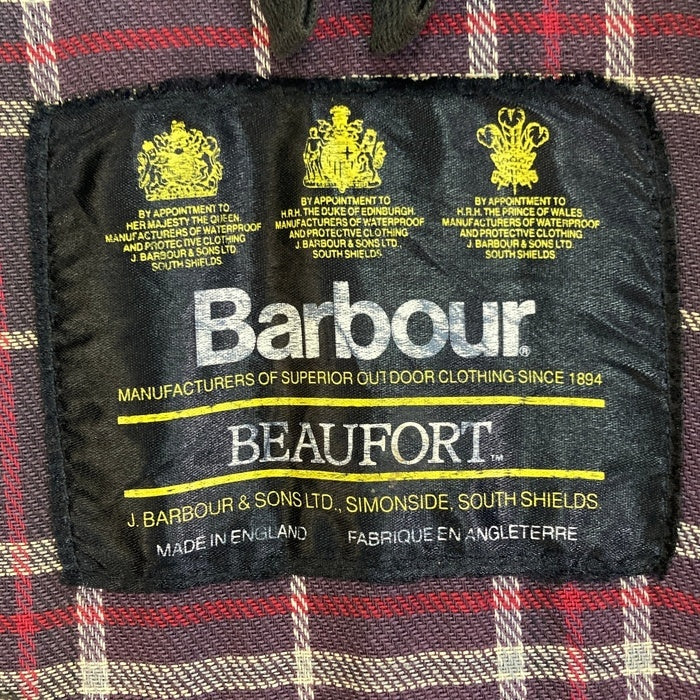 BY APPOINTMENT TO
HER MAJESTY THE QUEEN
MANUFACTURERS OF WATERPROOF
AND PROTECTIVE CLOTHING
J. BARBOUR & SONS LTD.
SOUTH SHIELDS
BY APPOINTMENT TO
H.R.H. THE DUKE OF EDINBURGH
MANUFACTURERS OF WATERPROOF
AND PROTECTIVE CLOTHING
J. BARBOUR & SONS LTD
SOUTH SHIELDS
BY APPOINTMENT TO
H.R.H. THE PRINCE OF WALES
MANUFACTURERS OF WATERPROOF
AND PROTECTIVE CLOTHING
J. BARBOUR & SONS LTD
SOUTH SHIELDS
Barbour®
MANUFACTURERS OF SUPERIOR OUTDOOR CLOTHING SINCE 1894
BEAUFORT™
J. BARBOUR & SONS LTD., SIMONSIDE, SOUTH SHIELDS.
MADE IN ENGLAND FABRIQUE EN ANGLETERRE